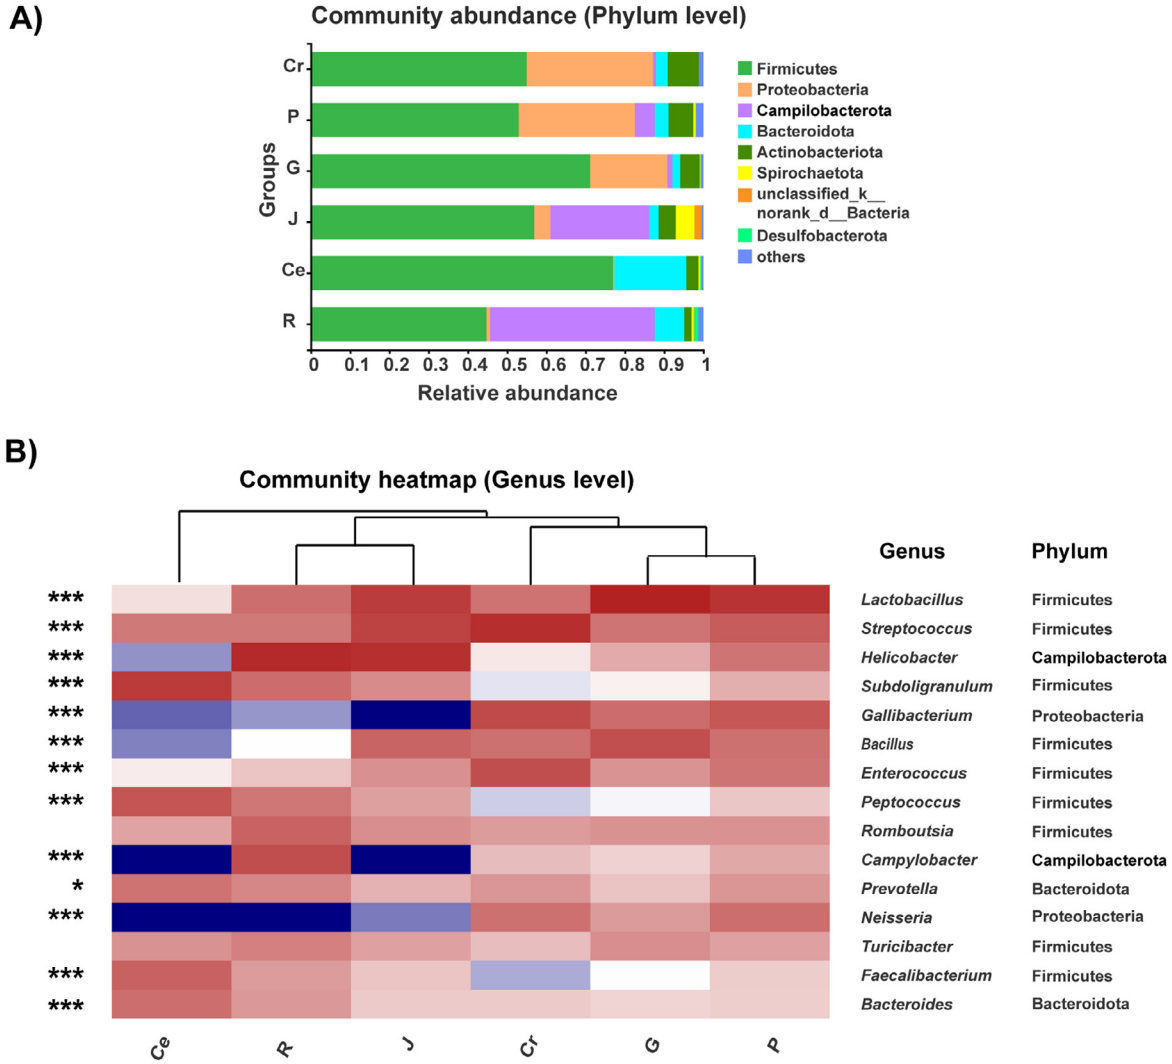 A)
Community abundance (Phylum level)
Groups
Cr
P
G
J
Ce
R
0 0.1 0.2 0.3 0.4 0.5 0.6 0.7 0.8 0.9 1
Relative abundance
Firmicutes
Proteobacteria
Campilobacterota
Bacteroidota
Actinobacteriota
Spirochaetota
unclassified_k__
norank_d__Bacteria
Desulfobacterota
others
B)
Community heatmap (Genus level)
Genus Phylum
*** Lactobacillus Firmicutes
*** Streptococcus Firmicutes
*** Helicobacter Campilobacterota
*** Subdoligranulum Firmicutes
*** Gallibacterium Proteobacteria
*** Bacillus Firmicutes
*** Enterococcus Firmicutes
*** Peptococcus Firmicutes
Romboutsia Firmicutes
*** Campylobacter Campilobacterota
* Prevotella Bacteroidota
*** Neisseria Proteobacteria
Turicibacter Firmicutes
*** Faecalibacterium Firmicutes
*** Bacteroides Bacteroidota
Ce R J Cr G P